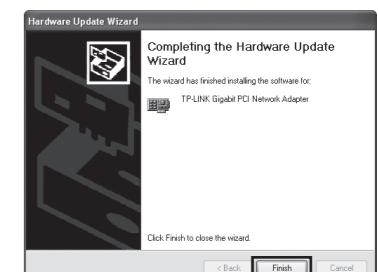 Hardware Update Wizard
Completing the Hardware Update
Wizard
The wizard has finished installing the software for:
TP-LINK Gigabit PCI Network Adapter
Click Finish to close the wizard.
< Back
Finish
Cancel